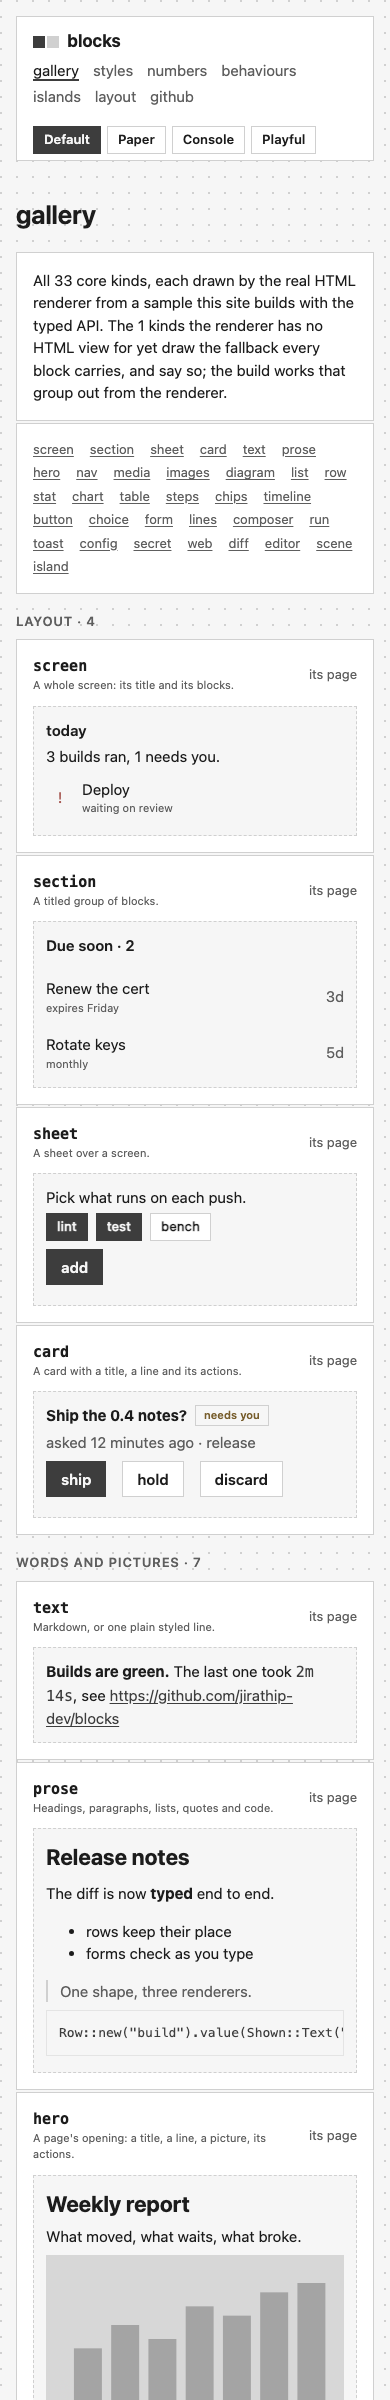 blocks
gallery styles numbers behaviours
islands layout github
Default Paper Console Playful
gallery
All 33 core kinds, each drawn by the real HTML
renderer from a sample this site builds with the
typed API. The 1 kinds the renderer has no
HTML view for yet draw the fallback every
block carries, and say so; the build works that
group out from the renderer.
screen section sheet card text prose
hero nav media images diagram list row
stat chart table steps chips timeline
button choice form lines composer run
toast config secret web diff editor scene
island
LAYOUT · 4
screen
its page
A whole screen: its title and its blocks.
today
3 builds ran, 1 needs you.
! Deploy
waiting on review
section
its page
A titled group of blocks.
Due soon · 2
Renew the cert
expires Friday
3d
Rotate keys
monthly
5d
sheet
its page
A sheet over a screen.
Pick what runs on each push.
lint test bench
add
card
its page
A card with a title, a line and its actions.
Ship the 0.4 notes? needs you
asked 12 minutes ago · release
ship hold discard
WORDS AND PICTURES · 7
text
its page
Markdown, or one plain styled line.
Builds are green. The last one took 2m
14s, see https://github.com/jirathip-
dev/blocks
prose
its page
Headings, paragraphs, lists, quotes and code.
Release notes
The diff is now typed end to end.
• rows keep their place
• forms check as you type
One shape, three renderers.
Row::new("build").value(Shown::Text("
hero
its page
A page's opening: a title, a line, a picture, its
actions.
Weekly report
What moved, what waits, what broke.